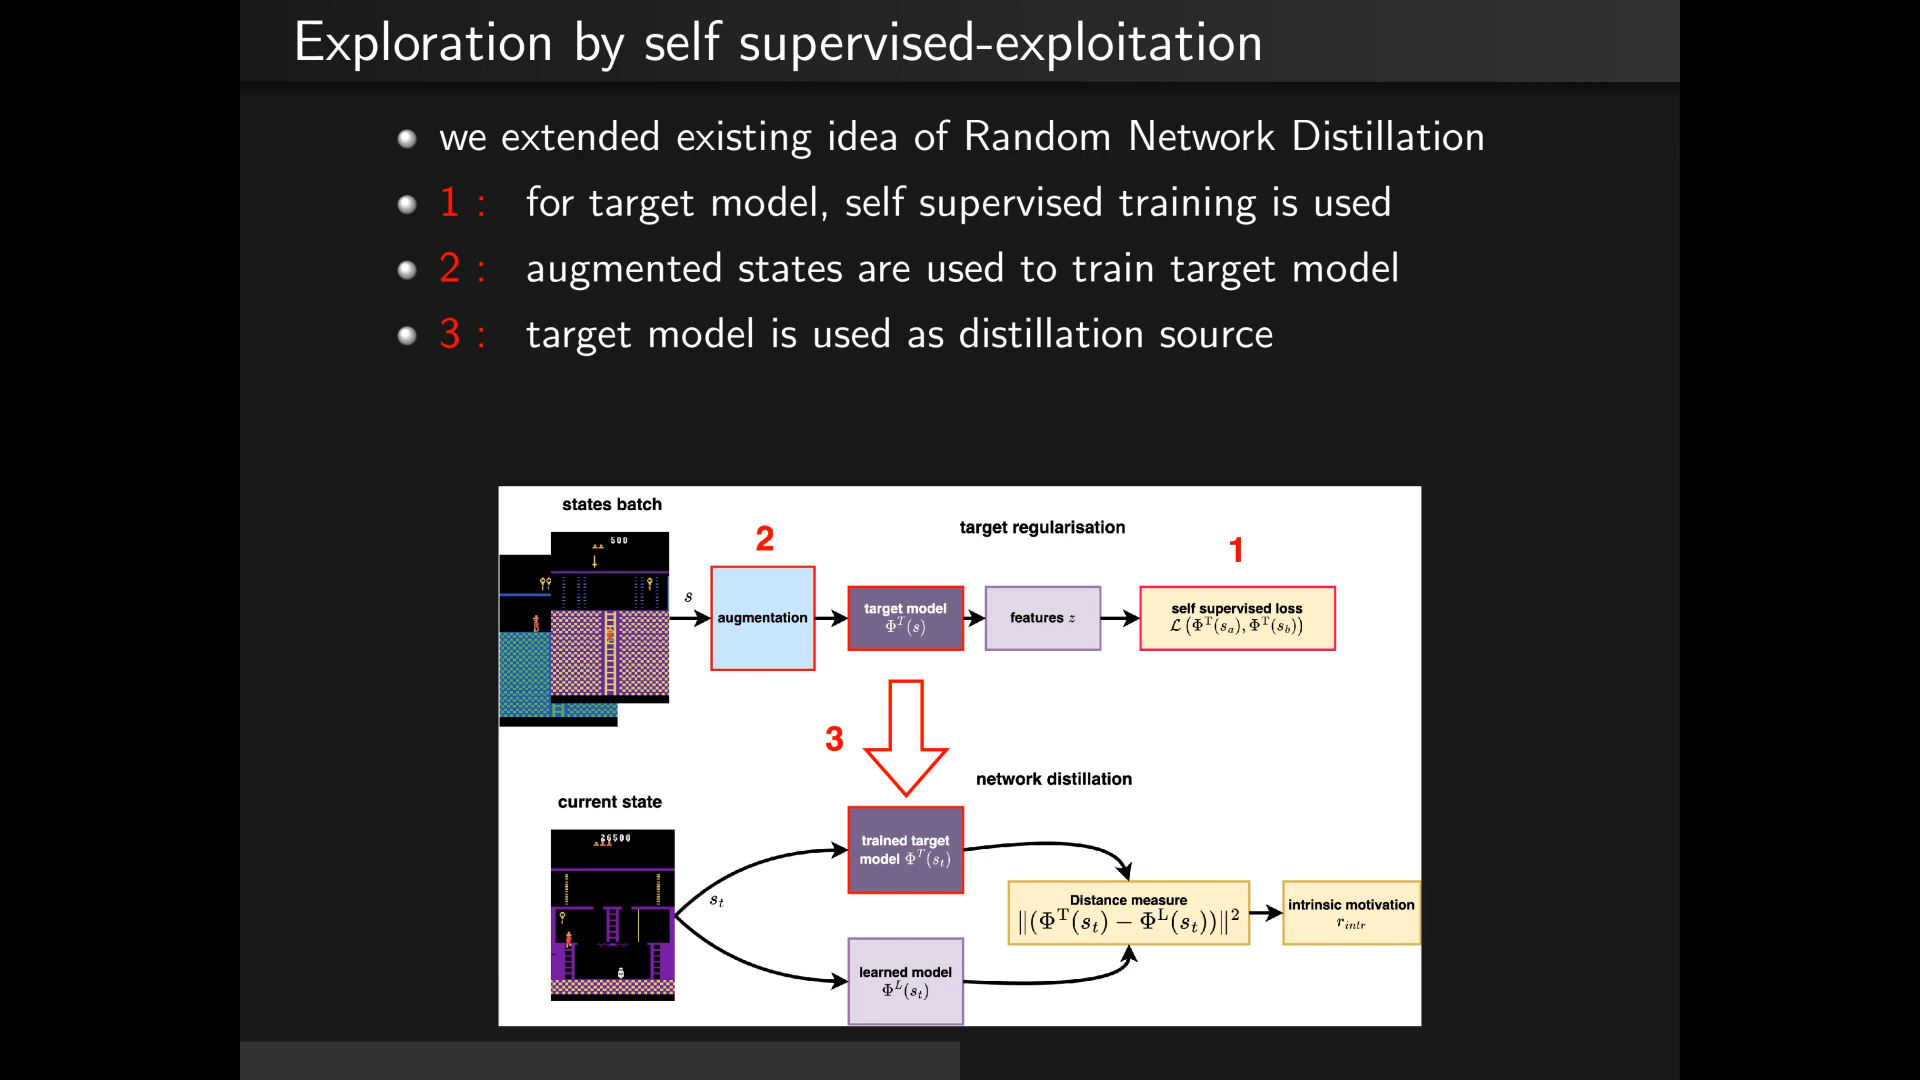 Exploration by self supervised-exploitation
we extended existing idea of Random Network Distillation
1 : for target model, self supervised training is used
2 : augmented states are used to train target model
3 : target model is used as distillation source
states batch
500
s
2
augmentation
target regularisation
target model
Φ^T(s)
features z
1
self supervised loss
ℒ (Φ^T(s_a), Φ^T(s_b))
3
network distillation
current state
26500
s_t
trained target
model Φ^T(s_t)
learned model
Φ^L(s_t)
Distance measure
‖(Φ^T(s_t) − Φ^L(s_t))‖²
intrinsic motivation
r_intr